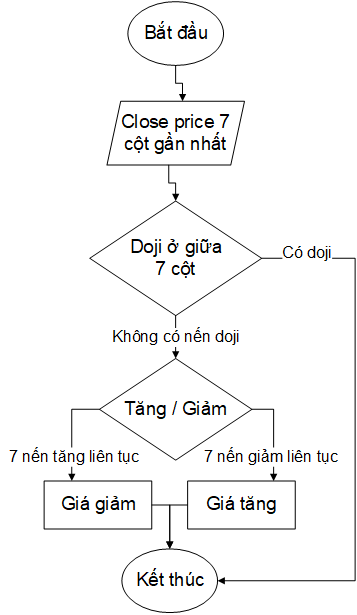 Bắt đầu
Close price 7
cột gần nhất
Doji ở giữa
7 cột
Có doji
Không có nến doji
Tăng / Giảm
7 nến tăng liên tục
7 nến giảm liên tục
Giá giảm
Giá tăng
Kết thúc